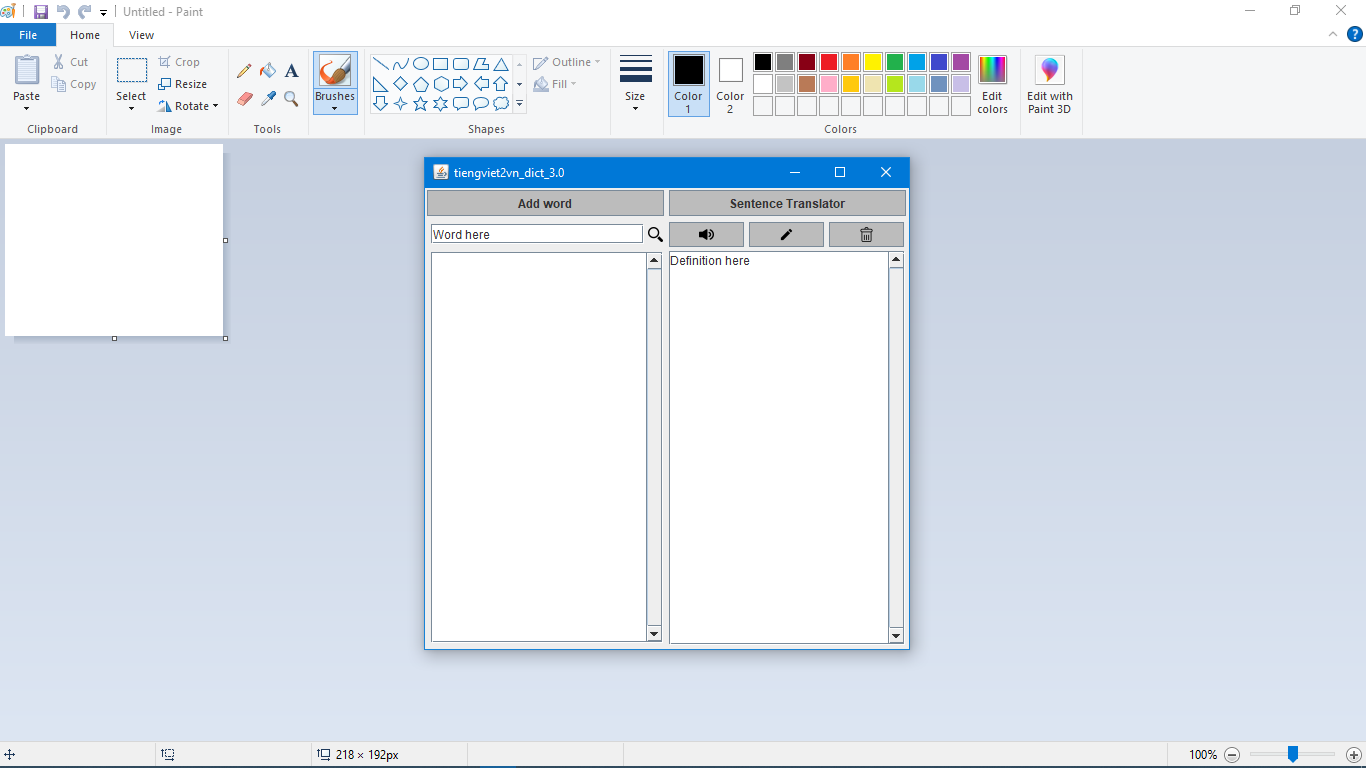 Untitled - Paint
File Home View
Paste
Cut
Copy
Clipboard
Select
Crop
Resize
Rotate
Image
A
Tools
Brushes
Outline
Fill
Shapes
Size
Color
1
Color
2
Edit
colors
Colors
Edit with
Paint 3D
?
tiengviet2vn_dict_3.0
Add word
Sentence Translator
Word here
Definition here
218 × 192px
100%